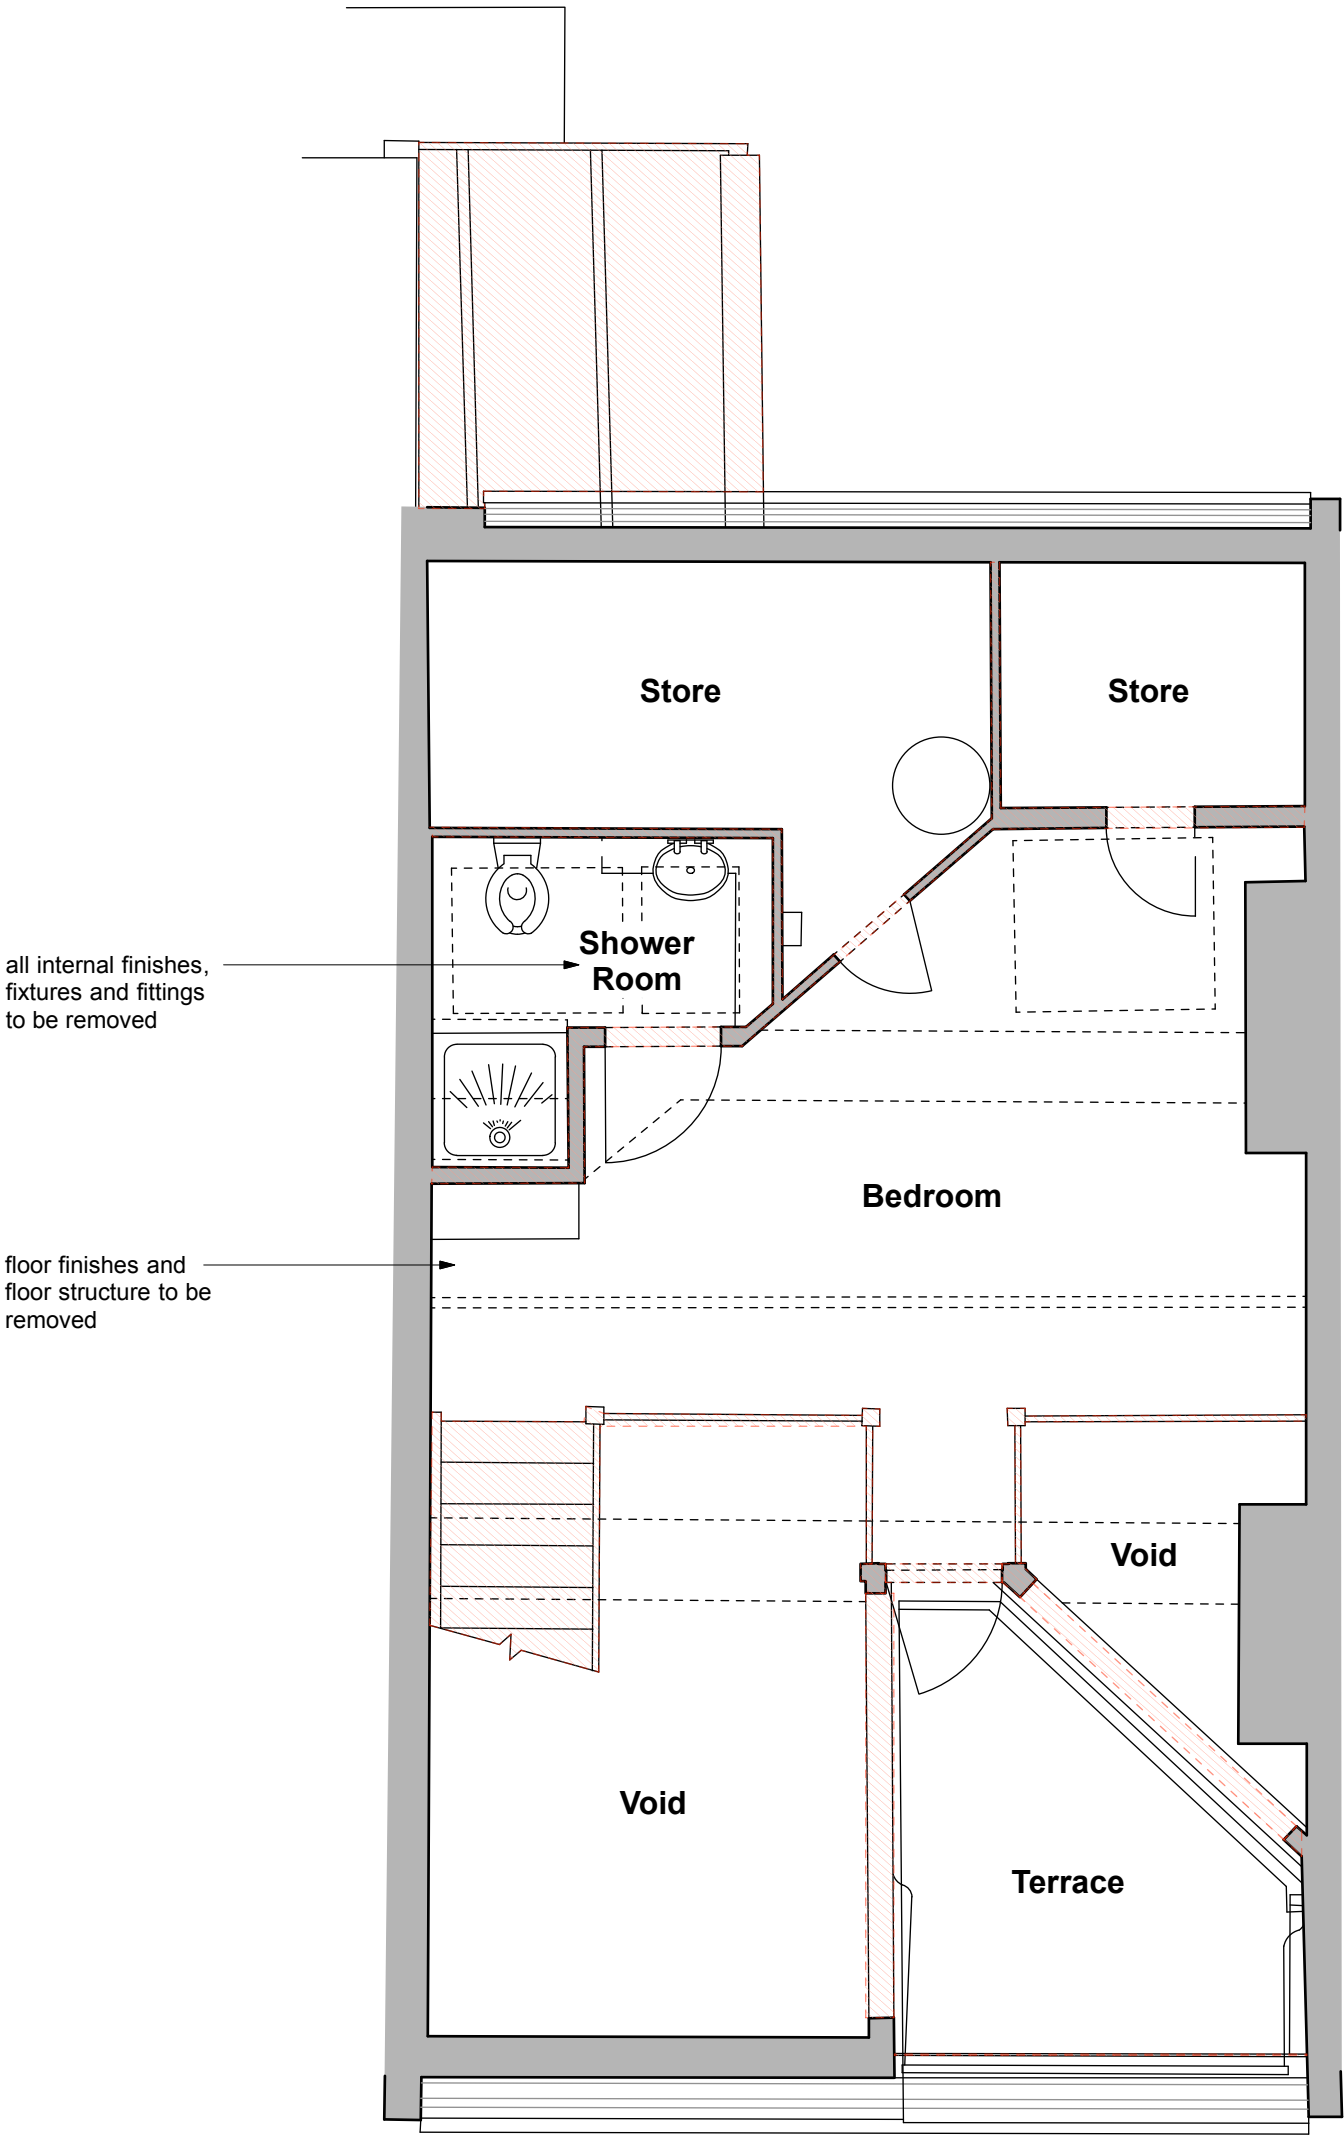 Store
Store
Shower
Room
all internal finishes,
fixtures and fittings
to be removed
Bedroom
floor finishes and
floor structure to be
removed
Void
Void
Terrace